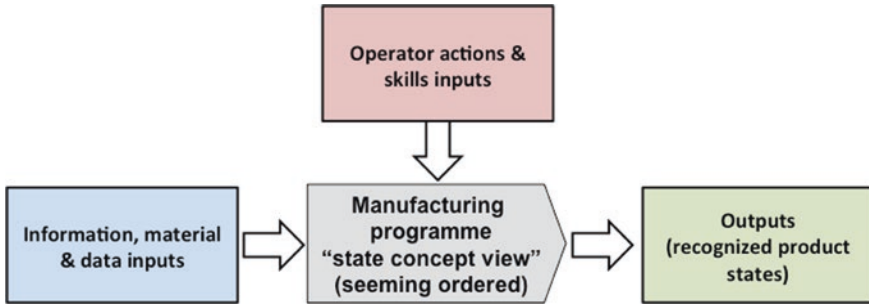 Operator actions &
skills inputs
Information, material
& data inputs
Manufacturing
programme
“state concept view”
(seeming ordered)
Outputs
(recognized product
states)